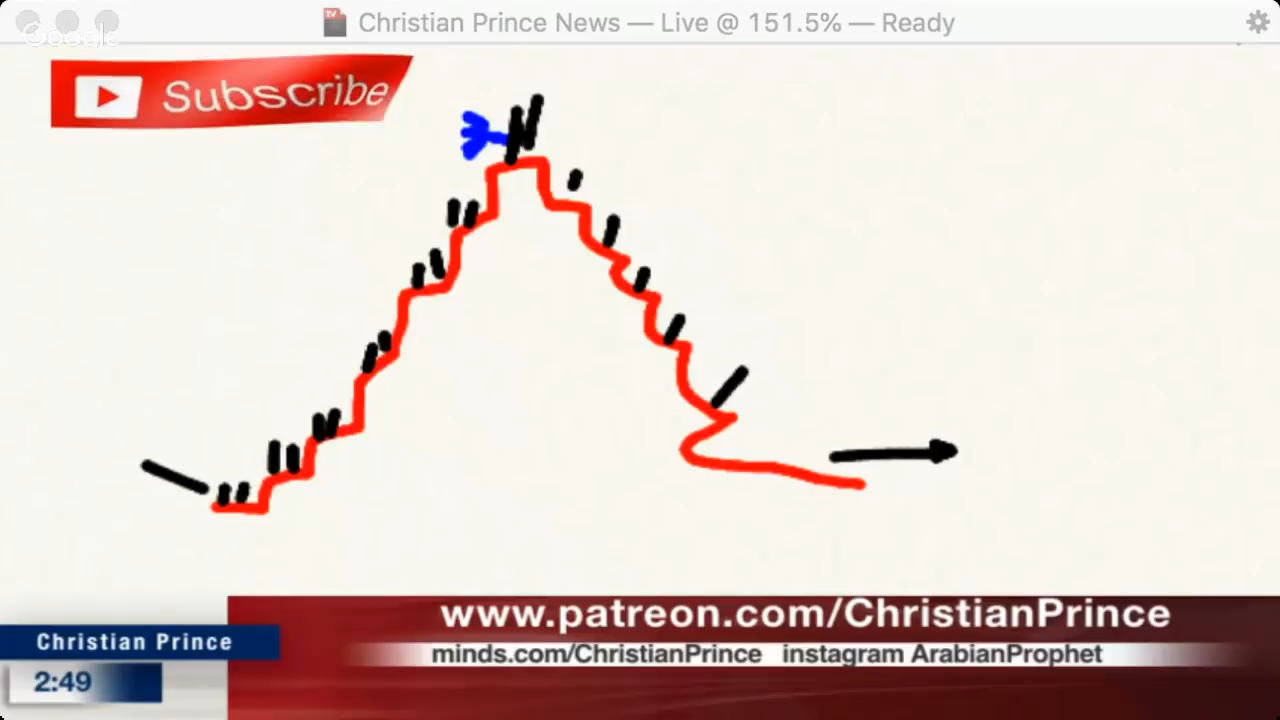 Christian Prince News — Live @ 151.5% — Ready
Google
Subscribe
www.patreon.com/ChristianPrince
Christian Prince
minds.com/ChristianPrince instagram ArabianProphet
2:49